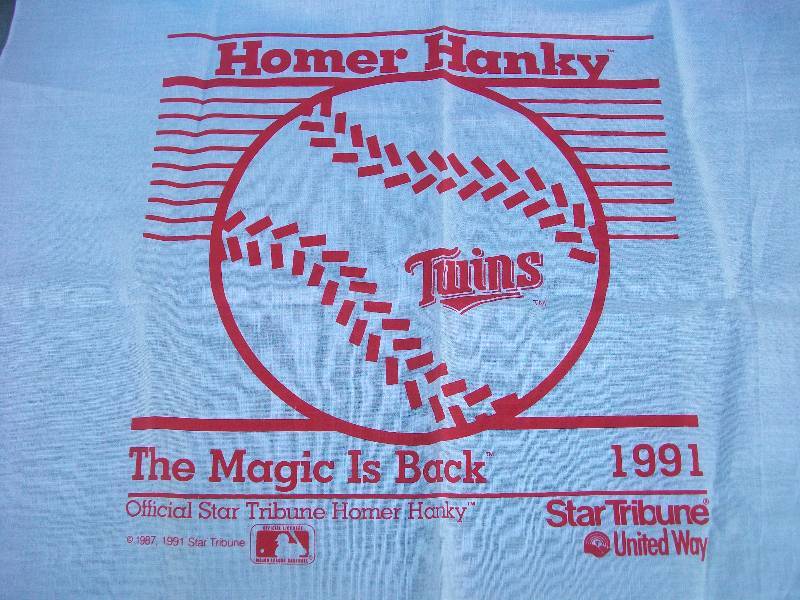 Homer Hanky™
Twins™
The Magic Is Back™ 1991
Official Star Tribune Homer Hanky™
Star Tribune®
© 1987, 1991 Star Tribune
United Way